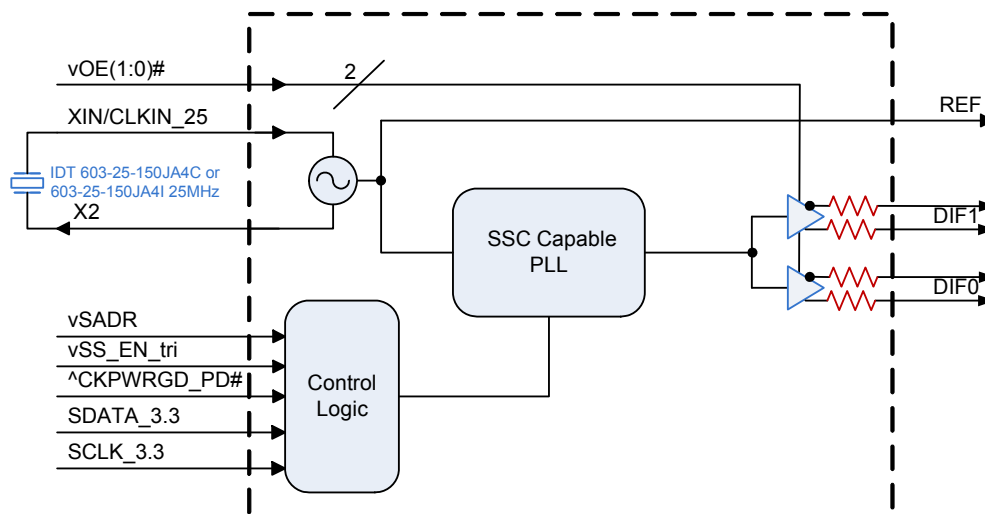 vOE(1:0)#
2
REF
XIN/CLKIN_25
IDT 603-25-150JA4C or
603-25-150JA4I 25MHz
X2
SSC Capable
PLL
DIF1
DIF0
vSADR
vSS_EN_tri
^CKPWRGD_PD#
SDATA_3.3
SCLK_3.3
Control
Logic